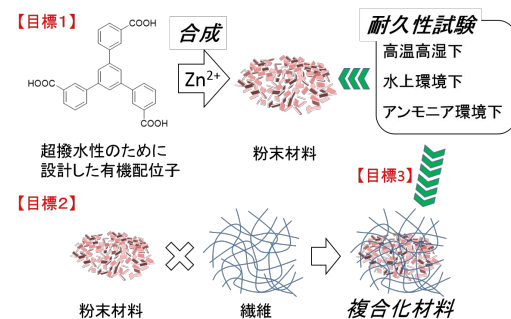 【目標1】
COOH
合成
Zn²⁺
HOOC
COOH
超撥水性のために
設計した有機配位子
粉末材料
耐久性試験
高温高湿下
水上環境下
アンモニア環境下
【目標3】
【目標2】
粉末材料
繊維
複合化材料